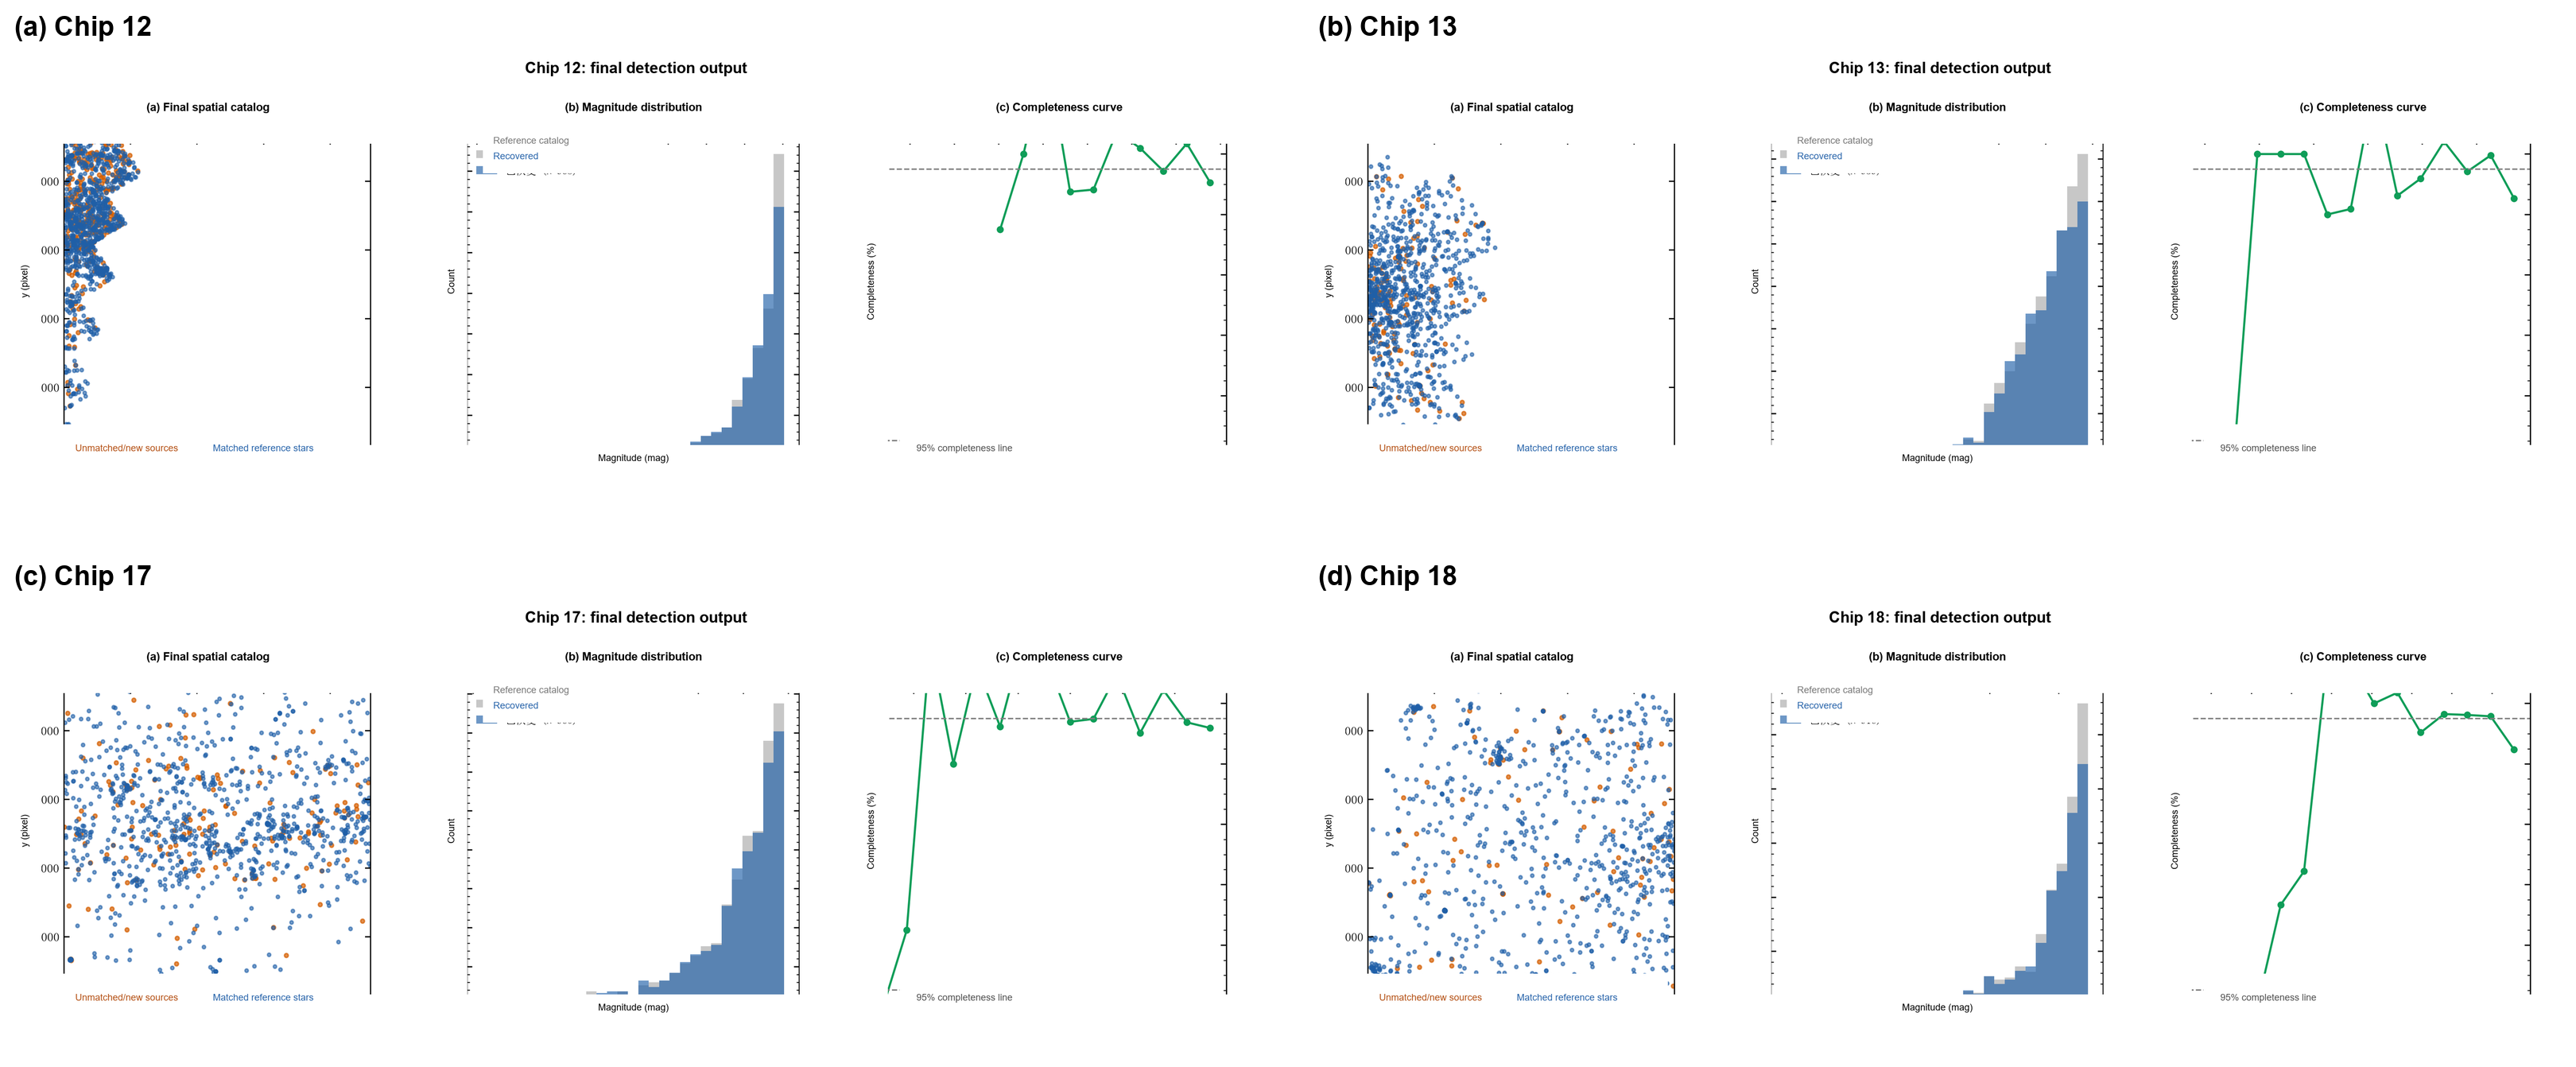 (a) Chip 12
Chip 12: final detection output
(a) Final spatial catalog
(b) Magnitude distribution
(c) Completeness curve
y (pixel)
000
000
000
000
Unmatched/new sources
Matched reference stars
Reference catalog
Recovered
Count
Magnitude (mag)
Completeness (%)
95% completeness line
(b) Chip 13
Chip 13: final detection output
(a) Final spatial catalog
(b) Magnitude distribution
(c) Completeness curve
y (pixel)
000
000
000
000
Unmatched/new sources
Matched reference stars
Reference catalog
Recovered
Count
Magnitude (mag)
Completeness (%)
95% completeness line
(c) Chip 17
Chip 17: final detection output
(a) Final spatial catalog
(b) Magnitude distribution
(c) Completeness curve
y (pixel)
000
000
000
000
Unmatched/new sources
Matched reference stars
Reference catalog
Recovered
Count
Magnitude (mag)
Completeness (%)
95% completeness line
(d) Chip 18
Chip 18: final detection output
(a) Final spatial catalog
(b) Magnitude distribution
(c) Completeness curve
y (pixel)
000
000
000
000
Unmatched/new sources
Matched reference stars
Reference catalog
Recovered
Count
Magnitude (mag)
Completeness (%)
95% completeness line